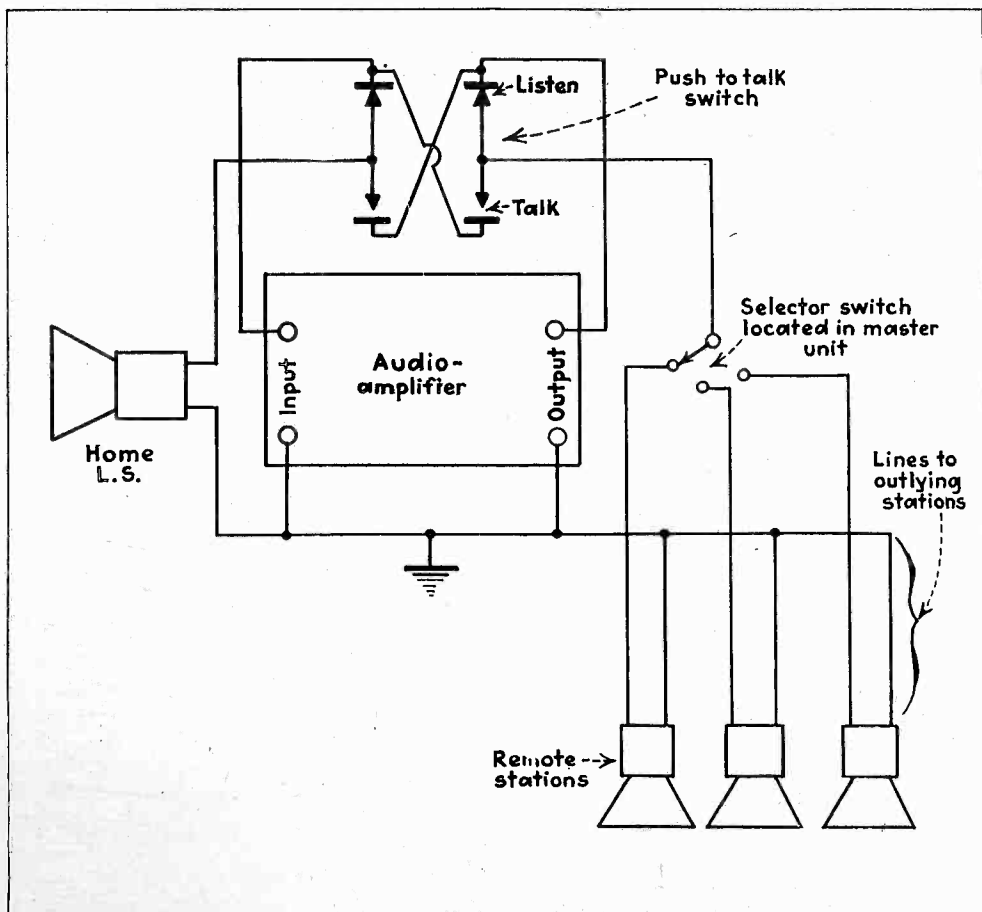 Listen
Push to talk
switch
Talk
Selector switch
located in master
unit
Input
Audio-
amplifier
Output
Home
L.S.
Lines to
outlying
stations
Remote
stations